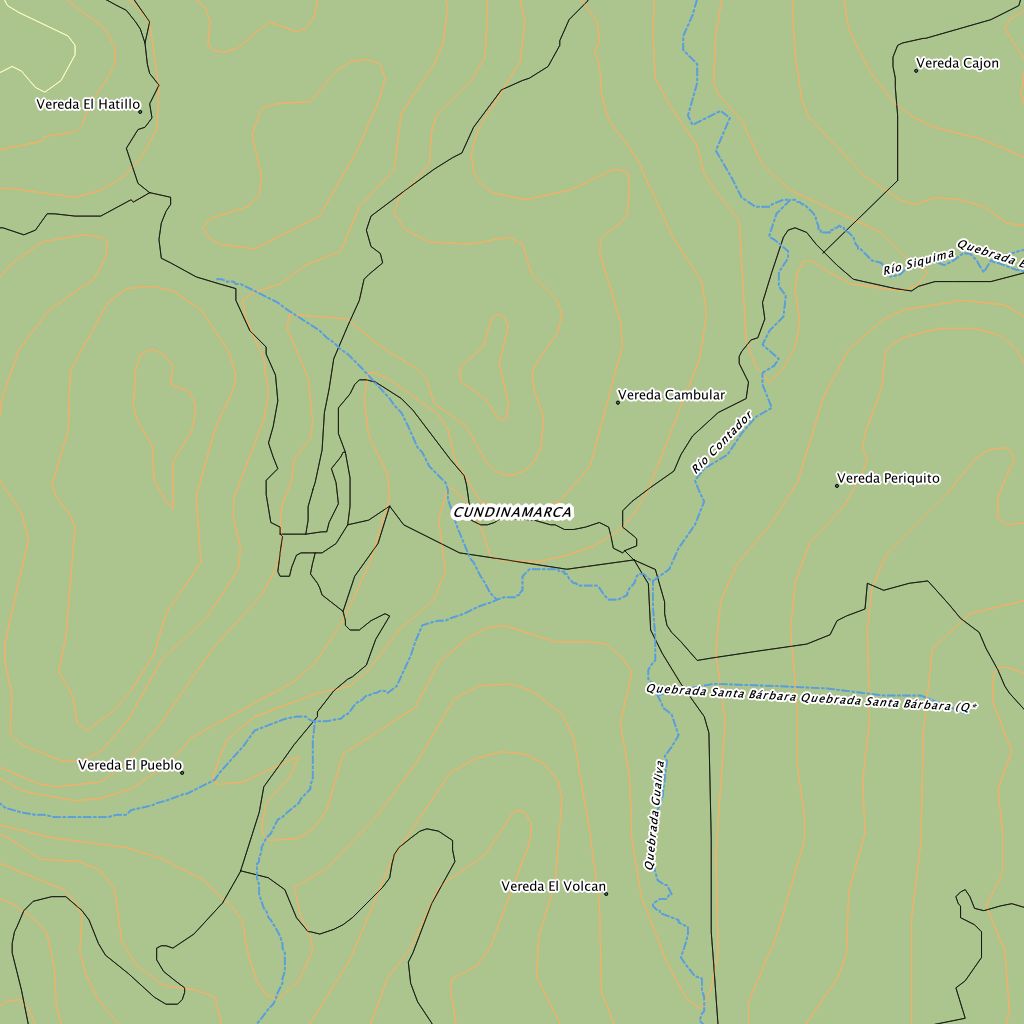 Vereda Cajon
Vereda El Hatillo
Río Siquima
Quebrada
Vereda Cambular
Río Contador
Vereda Periquito
CUNDINAMARCA
Quebrada Santa Bárbara Quebrada Santa Bárbara (Q*
Vereda El Pueblo
Quebrada Gualiva
Vereda El Volcan